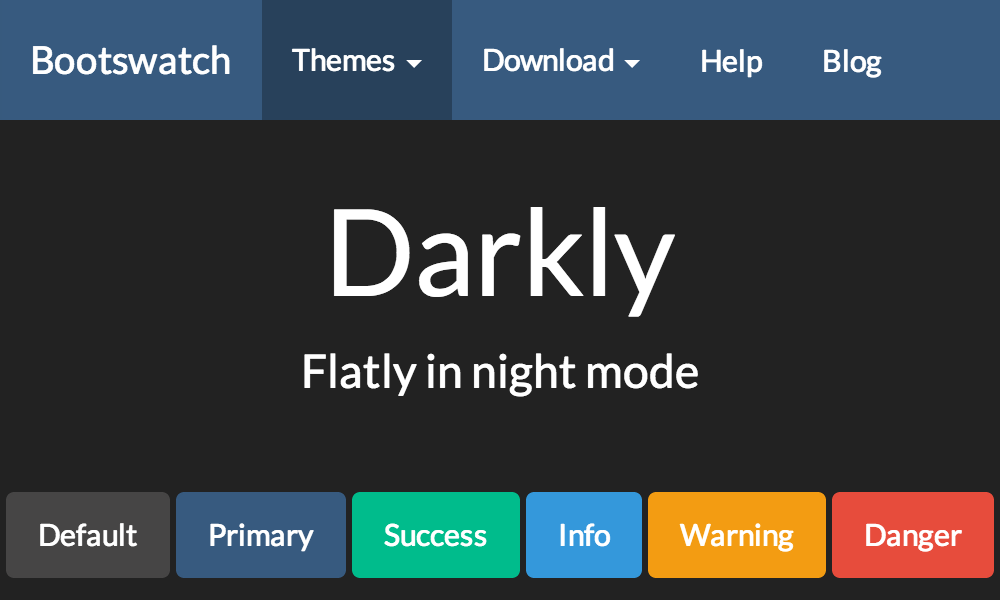 Bootswatch Themes Download Help Blog
Darkly
Flatly in night mode
Default Primary Success Info Warning Danger